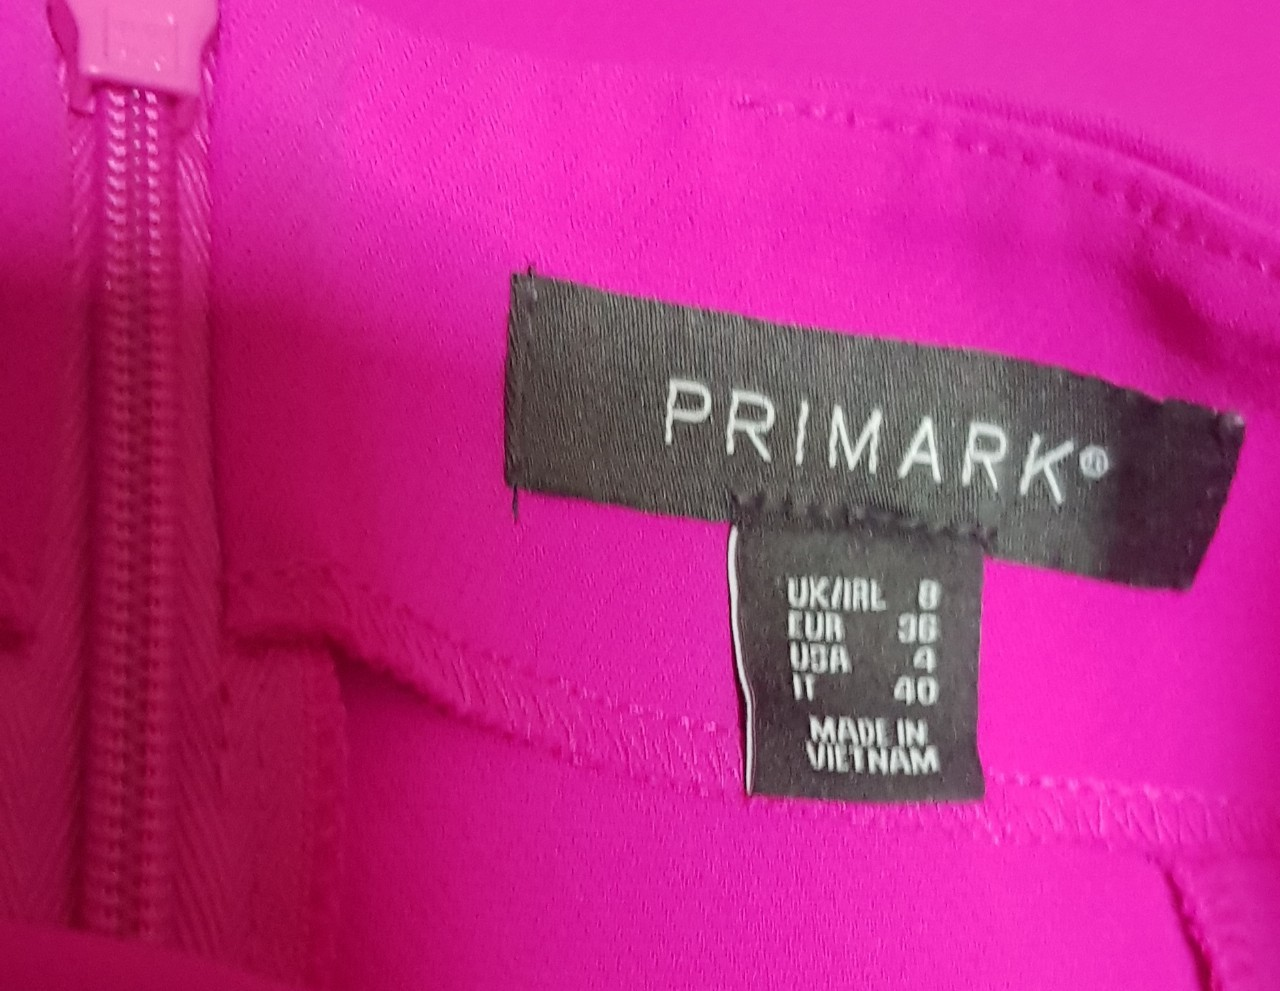 PRIMARK®
UK/IRL 8
EUR 36
USA 4
IT 40
MADE IN
VIETNAM